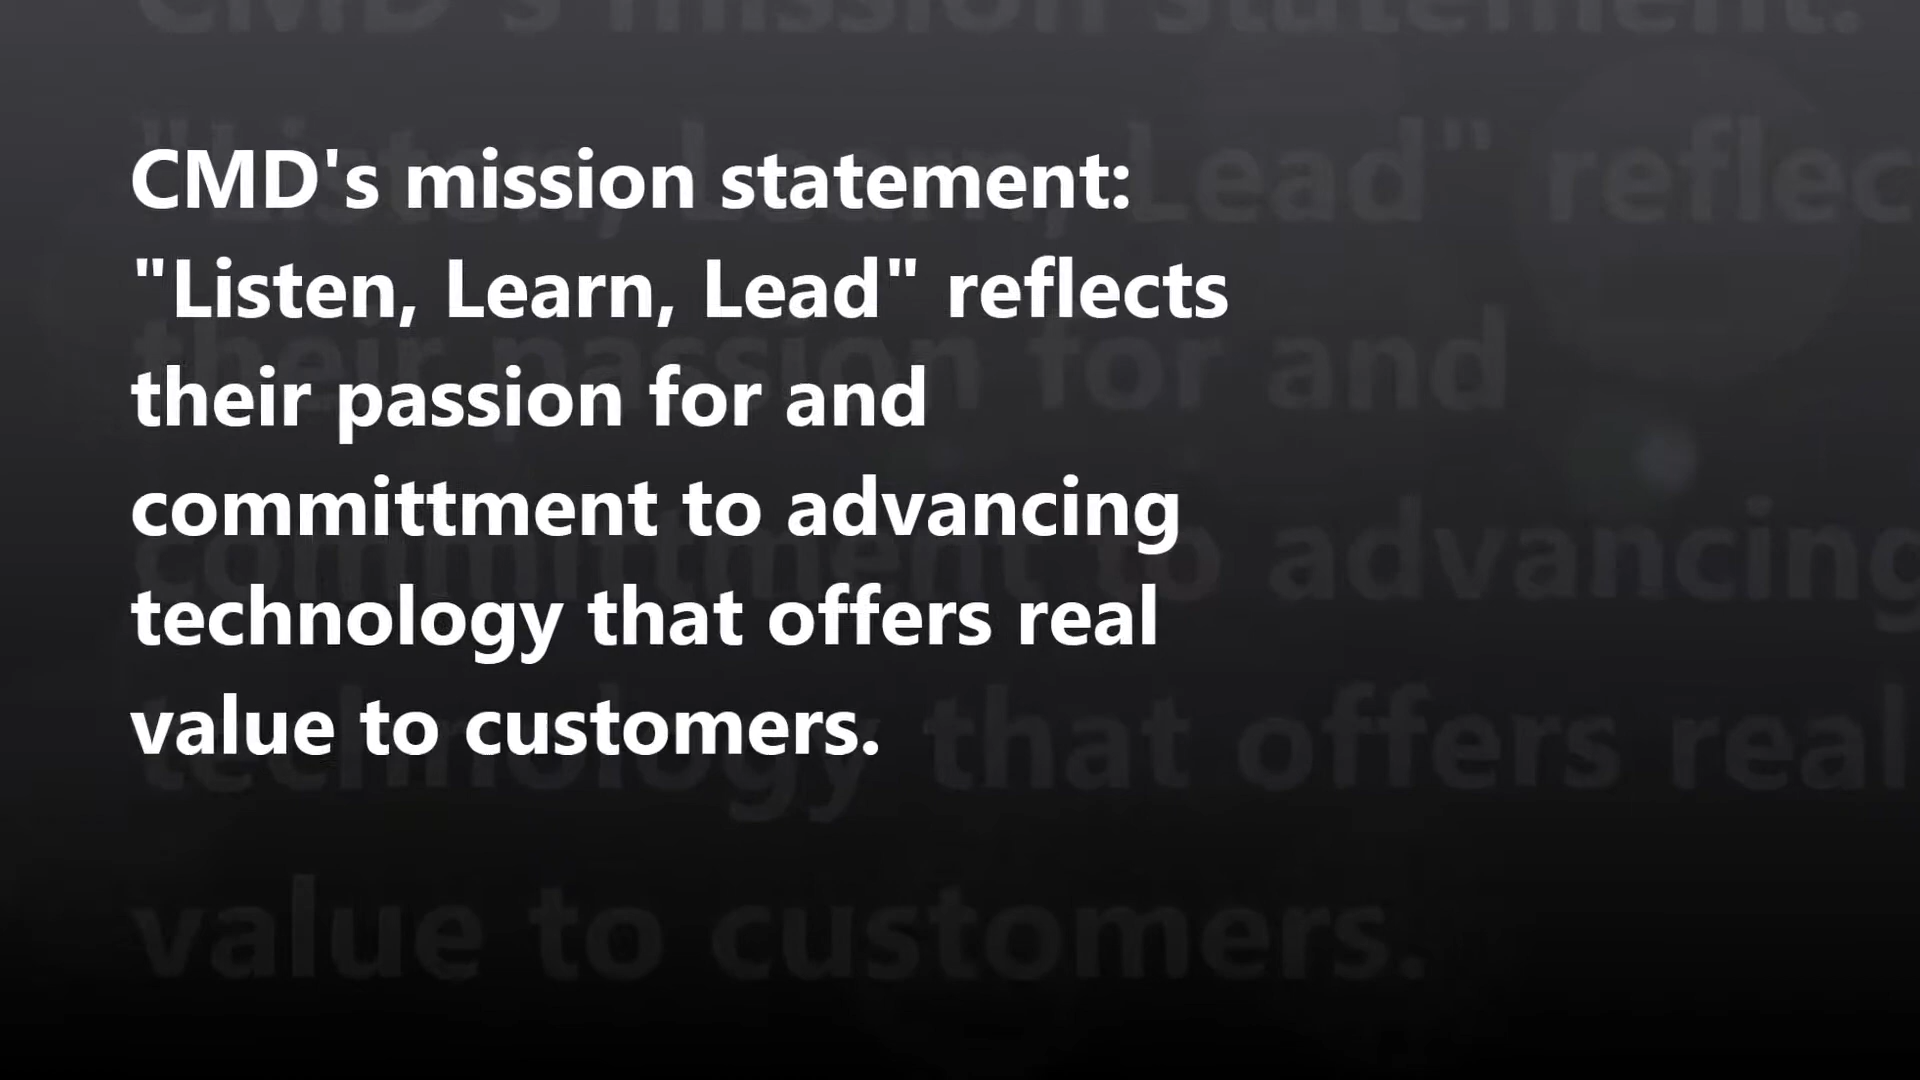 CMD's mission statement:
"Listen, Learn, Lead" reflects
their passion for and
committment to advancing
technology that offers real
value to customers.